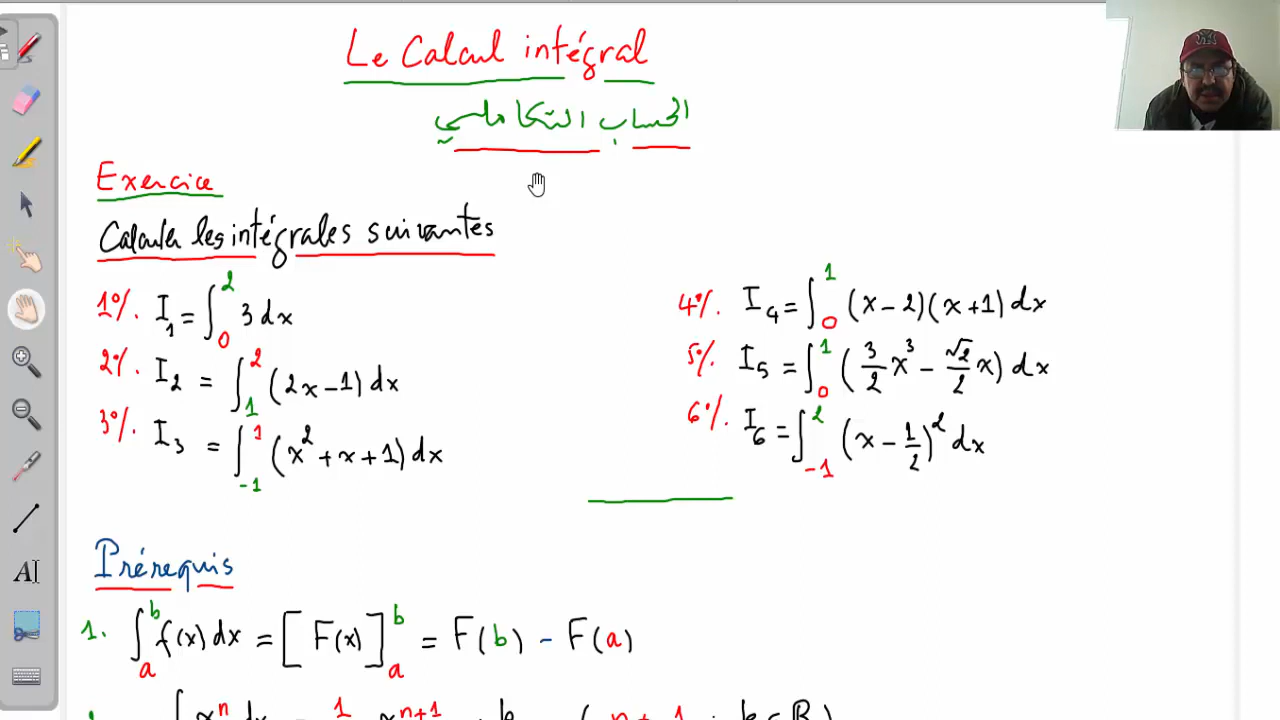 Le Calcul intégral
الحساب التكاملي
Exercice
Calculer les intégrales suivantes
1°/. I₁ = ∫₀² 3 dx
2°/. I₂ = ∫₁² (2x - 1) dx
3°/. I₃ = ∫₋₁¹ (x² + x + 1) dx
4°/. I₄ = ∫₀¹ (x - 2)(x + 1) dx
5°/. I₅ = ∫₀¹ (3/2 x³ - √2/2 x) dx
6°/. I₆ = ∫₋₁² (x - 1/2)² dx
Prérequis
1. ∫ₐᵇ f(x) dx = [F(x)]ₐᵇ = F(b) - F(a)